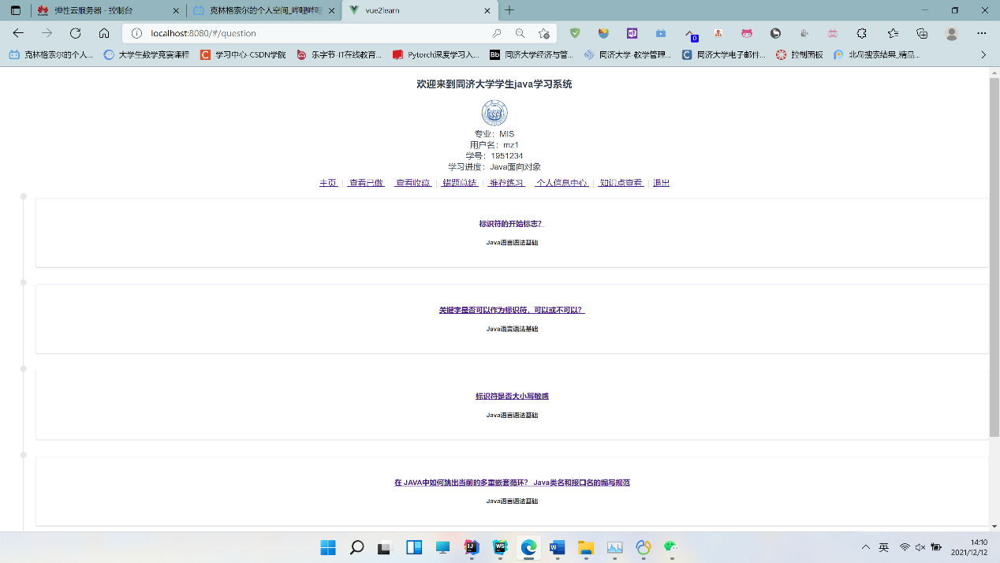 弹性云服务器 - 控制台
克林格索尔的个人空间_哔哩哔哩
vue2learn
localhost:8080/#/question
0
克林格索尔的个人...
大学生数学竞赛课程
学习中心-CSDN学院
乐字节-IT在线教育...
Pytorch深度学习入...
Bb
同济大学经济与管...
同济大学-教学管理...
同济大学电子邮件...
控制面板
北邙搜索结果_精品...
欢迎来到同济大学学生java学习系统
专业：MIS
用户名：mz1
学号：1951234
学习进度：Java面向对象
主页 | 查看已做 | 查看收藏 | 错题总结 | 推荐练习 | 个人信息中心 | 知识点查看 | 退出
标识符的开始标志？
Java语言语法基础
关键字是否可以作为标识符，可以或不可以？
Java语言语法基础
标识符是否大小写敏感
Java语言语法基础
在 JAVA中如何跳出当前的多重嵌套循环？ Java类名和接口名的编写规范
Java语言语法基础
英
14:10
2021/12/12